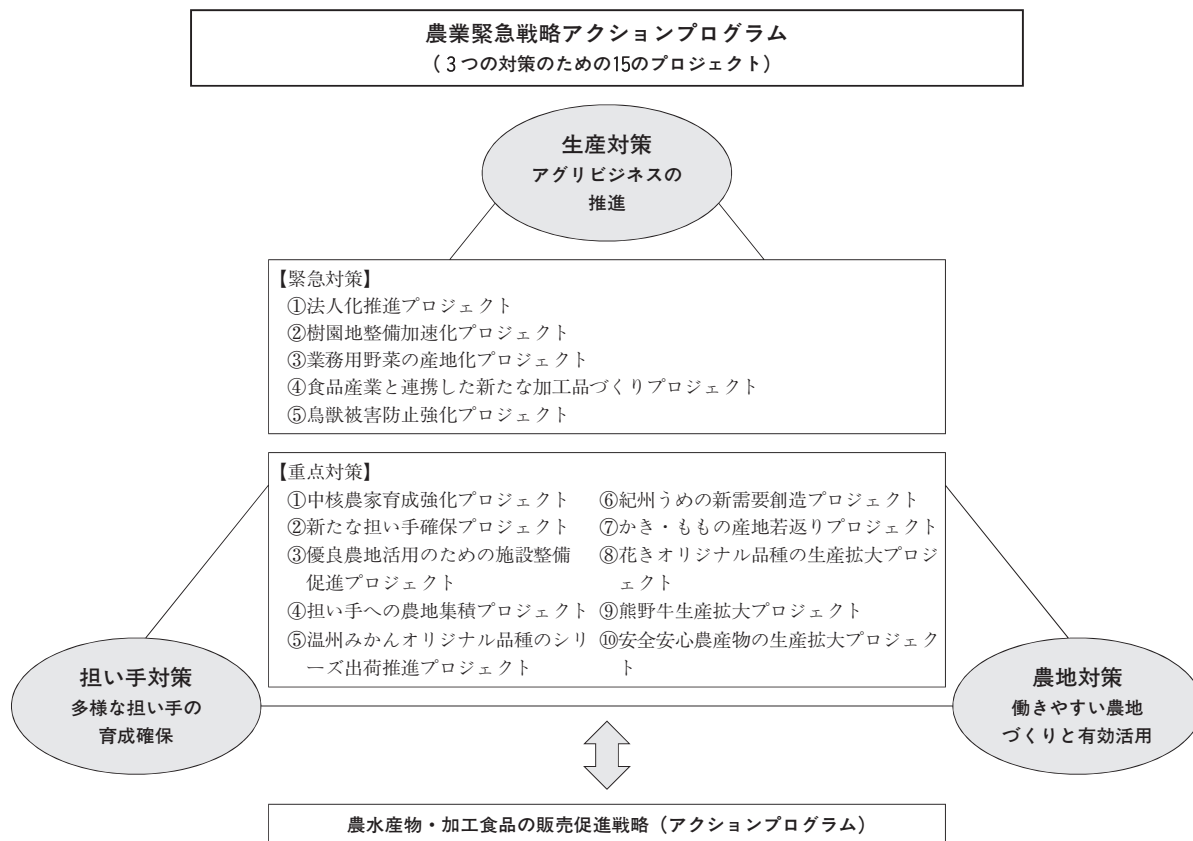 農業緊急戦略アクションプログラム
(３つの対策のための15のプロジェクト)
生産対策
アグリビジネスの
推進
【緊急対策】
①法人化推進プロジェクト
②樹園地整備加速化プロジェクト
③業務用野菜の産地化プロジェクト
④食品産業と連携した新たな加工品づくりプロジェクト
⑤鳥獣被害防止強化プロジェクト
【重点対策】
①中核農家育成強化プロジェクト
②新たな担い手確保プロジェクト
③優良農地活用のための施設整備
促進プロジェクト
④担い手への農地集積プロジェクト
⑤温州みかんオリジナル品種のシリ
ーズ出荷推進プロジェクト
⑥紀州うめの新需要創造プロジェクト
⑦かき・ももの産地若返りプロジェクト
⑧花きオリジナル品種の生産拡大プロジ
ェクト
⑨熊野牛生産拡大プロジェクト
⑩安全安心農産物の生産拡大プロジェク
ト
担い手対策
多様な担い手の
育成確保
農地対策
働きやすい農地
づくりと有効活用
農水産物・加工食品の販売促進戦略（アクションプログラム）